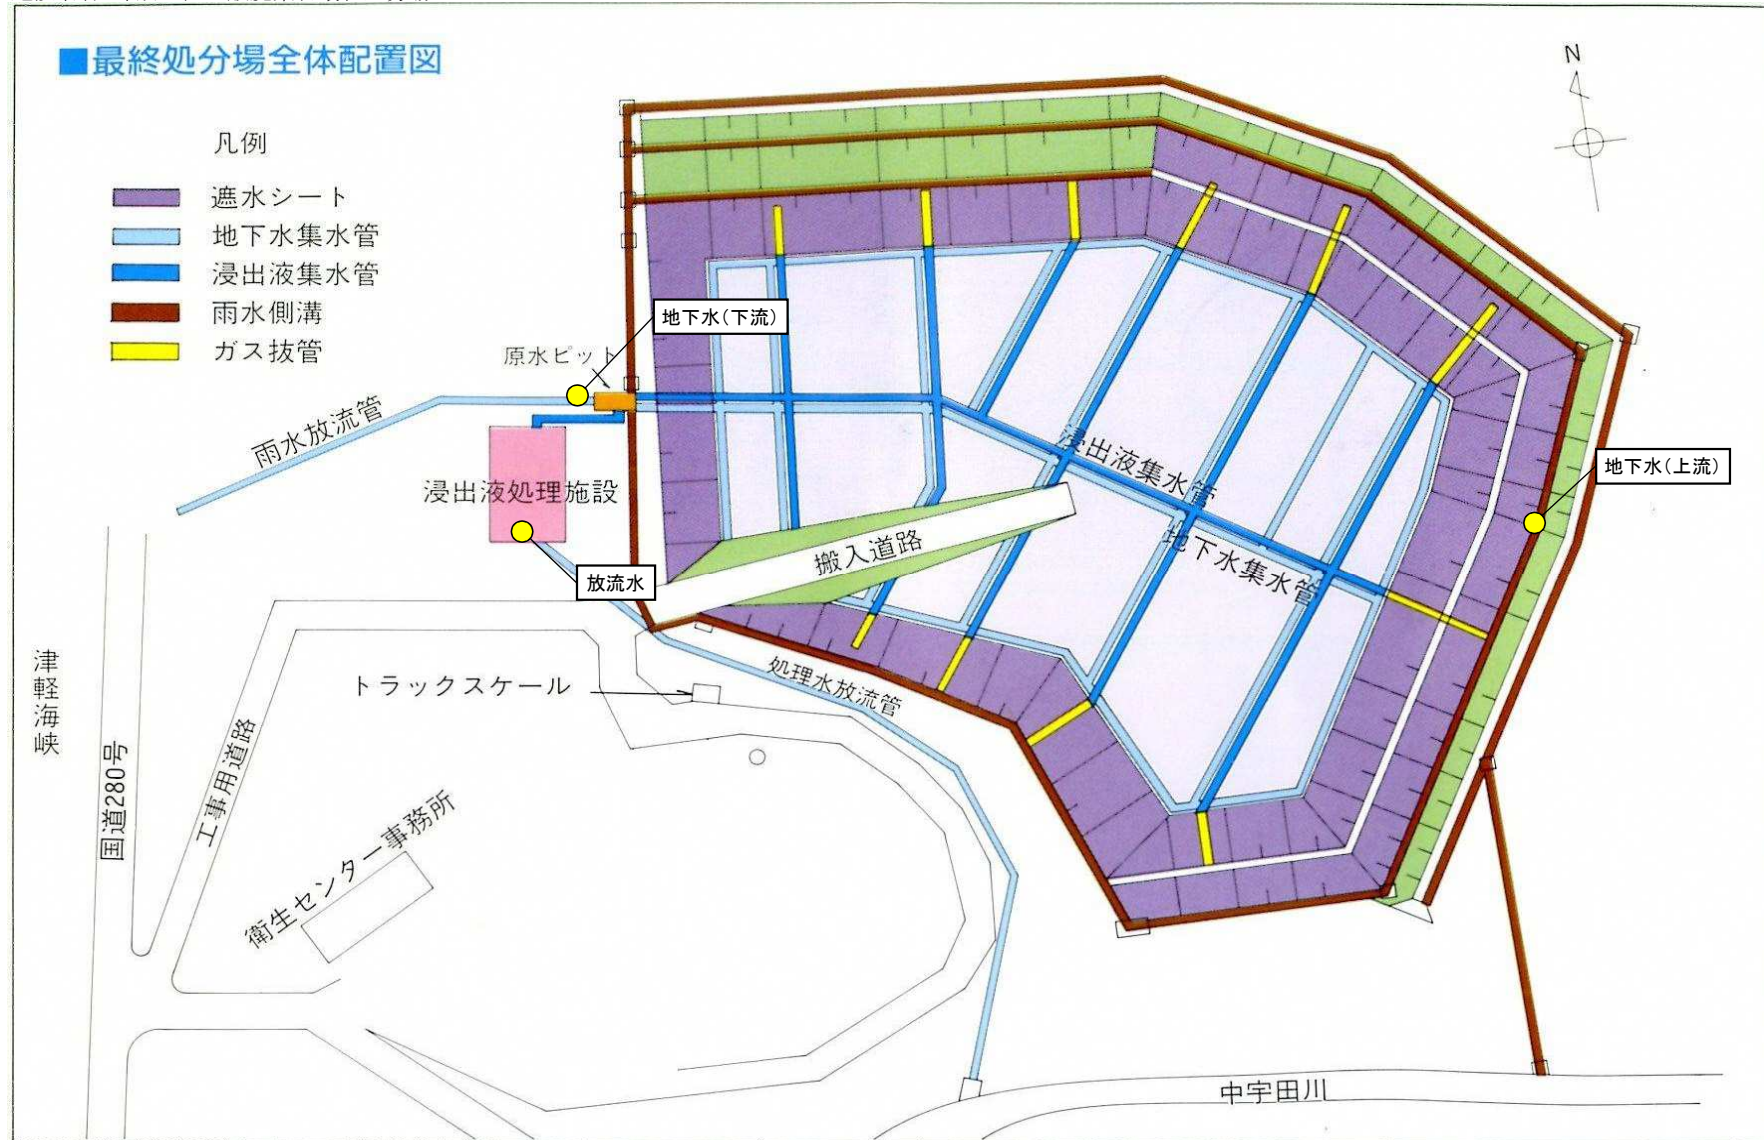 ■最終処分場全体配置図
N
凡例
遮水シート
地下水集水管
浸出液集水管
雨水側溝
ガス抜管
地下水(下流)
原水ピット
雨水放流管
浸出液集水管
地下水(上流)
浸出液処理施設
地下水集水管
搬入道路
放流水
処理水放流管
トラックスケール
津軽海峡
国道280号
工事用道路
衛生センター事務所
中宇田川